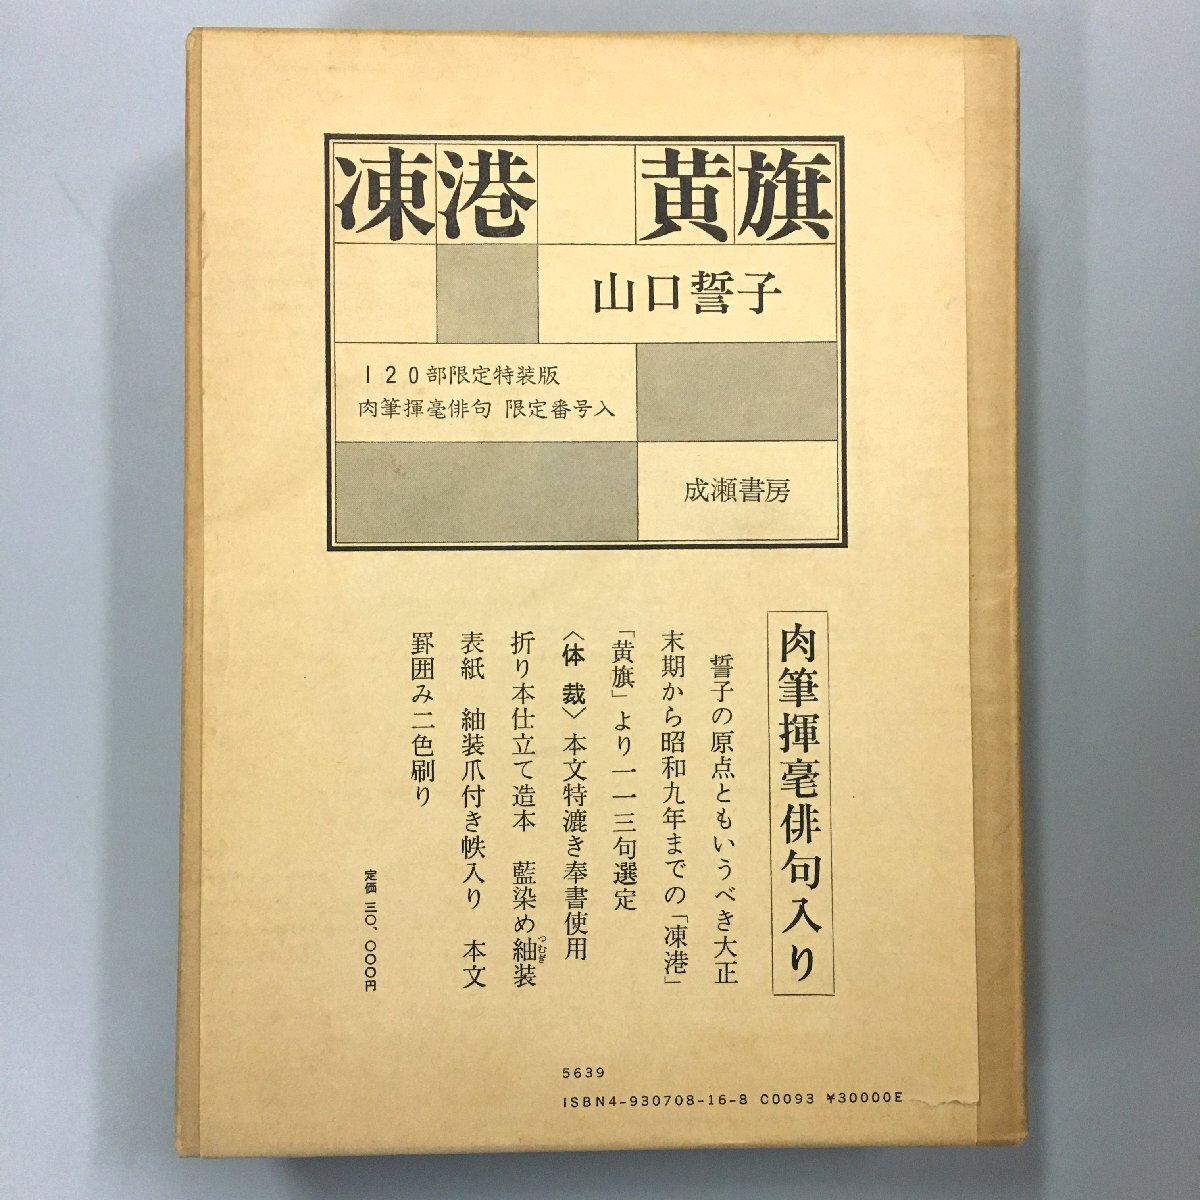 凍港 黄旗
山口誓子
120部限定特装版
肉筆揮毫俳句 限定番号入
成瀬書房
肉筆揮毫俳句入り
誓子の原点ともいうべき大正
末期から昭和九年までの「凍港」
「黄旗」より一一三句選定
〈体 裁〉本文特漉き奉書使用
折り本仕立て造本 藍染め紬つむぎ装
表紙 紬装爪付き帙入り 本文
罫囲み二色刷り
定価 三〇、〇〇〇円
5639
ISBN4-930708-16-8 C0093 ¥30000E